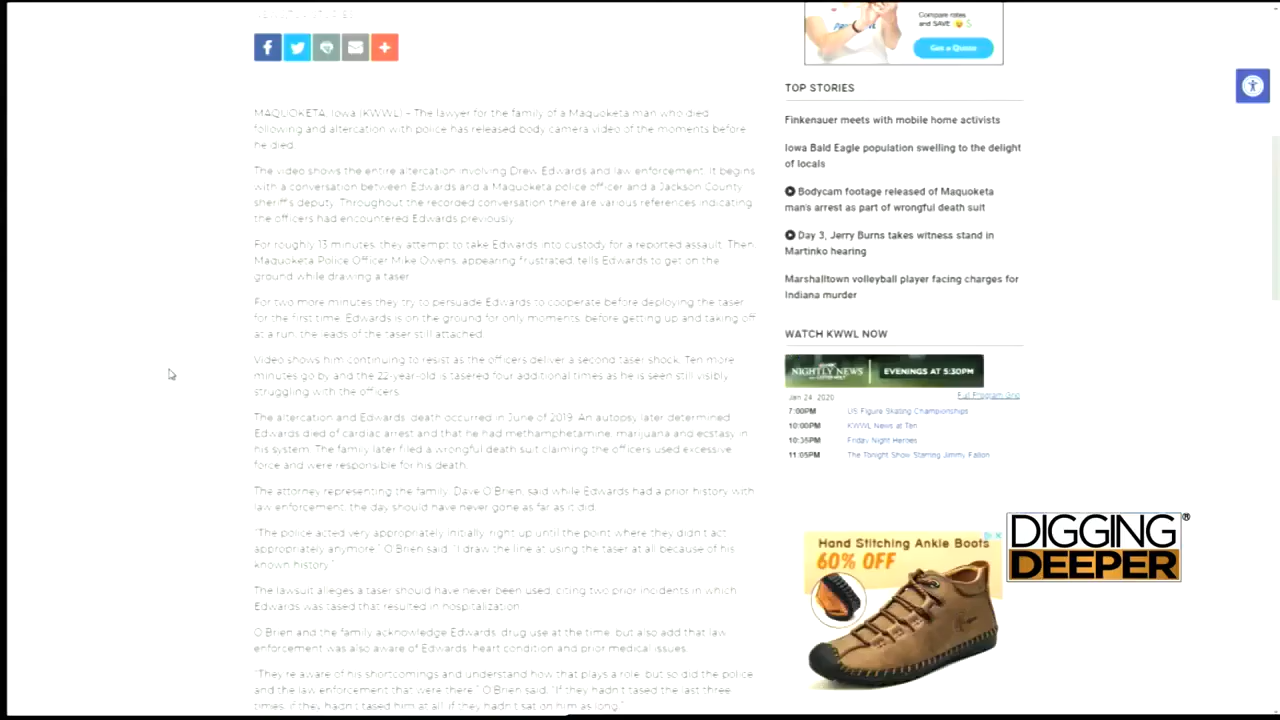 Compare rates
and SAVE
Get a Quote
MAQUOKETA, Iowa (KWWL) – The lawyer for the family of a Maquoketa man who died
following and altercation with police has released body camera video of the moments before
he died.
The video shows the entire altercation involving Drew Edwards and law enforcement. It begins
with a conversation between Edwards and a Maquoketa police officer and a Jackson County
sheriff's deputy. Throughout the recorded conversation there are various references indicating
the officers had encountered Edwards previously.
For roughly 13 minutes, they attempt to take Edwards into custody for a reported assault. Then,
Maquoketa Police Officer Mike Owens, appearing frustrated, tells Edwards to get on the
ground while drawing a taser.
For two more minutes they try to persuade Edwards to cooperate before deploying the taser
for the first time. Edwards is on the ground for only moments, before getting up and taking off
at a run, the leads of the taser still attached.
Video shows him continuing to resist as the officers deliver a second taser shock. Ten more
minutes go by and the 22-year-old is tasered four additional times as he is seen still visibly
struggling with the officers.
The altercation and Edwards' death occurred in June of 2019. An autopsy later determined
Edwards died of cardiac arrest and that he had methamphetamine, marijuana and ecstasy in
his system. The family later filed a wrongful death suit claiming the officers used excessive
force and were responsible for his death.
The attorney representing the family, Dave O'Brien, said while Edwards had a prior history with
law enforcement, the day should have never gone as far as it did.
"The police acted very appropriately initially, right up until the point where they didn't act
appropriately anymore," O'Brien said. "I draw the line at using the taser at all because of his
known history."
The lawsuit alleges a taser should have never been used, citing two prior incidents in which
Edwards was tased that resulted in hospitalization.
O'Brien and the family acknowledge Edwards' drug use at the time, but also add that law
enforcement was also aware of Edwards' heart condition and prior medical issues.
"They're aware of his shortcomings and understand how that plays a role, but so did the police
and the law enforcement that were there," O'Brien said. "If they hadn't tased the last three
times, if they hadn't tased him at all, if they hadn't sat on him as long."
TOP STORIES
Finkenauer meets with mobile home activists
Iowa Bald Eagle population swelling to the delight
of locals
Bodycam footage released of Maquoketa
man's arrest as part of wrongful death suit
Day 3, Jerry Burns takes witness stand in
Martinko hearing
Marshalltown volleyball player facing charges for
Indiana murder
WATCH KWWL NOW
NIGHTLY NEWS EVENINGS AT 5:30PM
Jan 24, 2020 Full Program Grid
7:00PM US Figure Skating Championships
10:00PM KWWL News at Ten
10:35PM Friday Night Heroes
11:05PM The Tonight Show Starring Jimmy Fallon
Hand Stitching Ankle Boots
60% OFF
DIGGING
DEEPER®